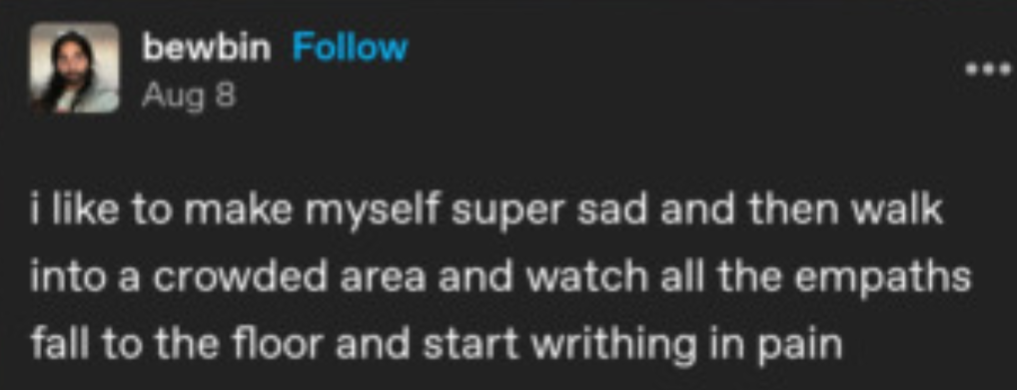 bewbin Follow
Aug 8
i like to make myself super sad and then walk
into a crowded area and watch all the empaths
fall to the floor and start writhing in pain